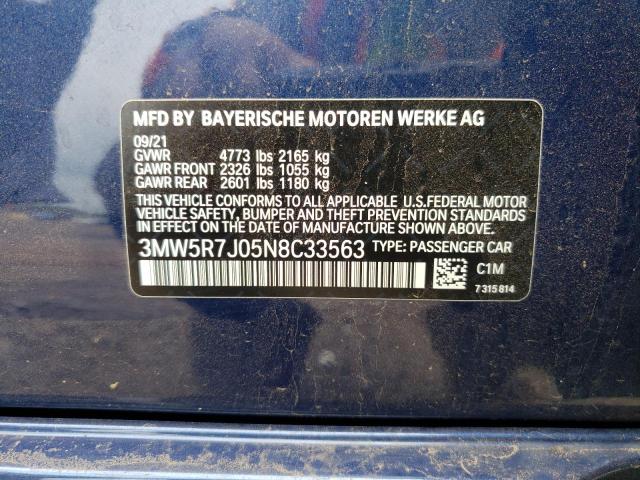 MFD BY BAYERISCHE MOTOREN WERKE AG
09/21
GVWR 4773 lbs 2165 kg
GAWR FRONT 2326 lbs 1055 kg
GAWR REAR 2601 lbs 1180 kg
THIS VEHICLE CONFORMS TO ALL APPLICABLE U.S.FEDERAL MOTOR
VEHICLE SAFETY, BUMPER AND THEFT PREVENTION STANDARDS
IN EFFECT ON THE DATE OF MANUFACTURE SHOWN ABOVE.
3MW5R7J05N8C33563 TYPE: PASSENGER CAR
C1M
7315814